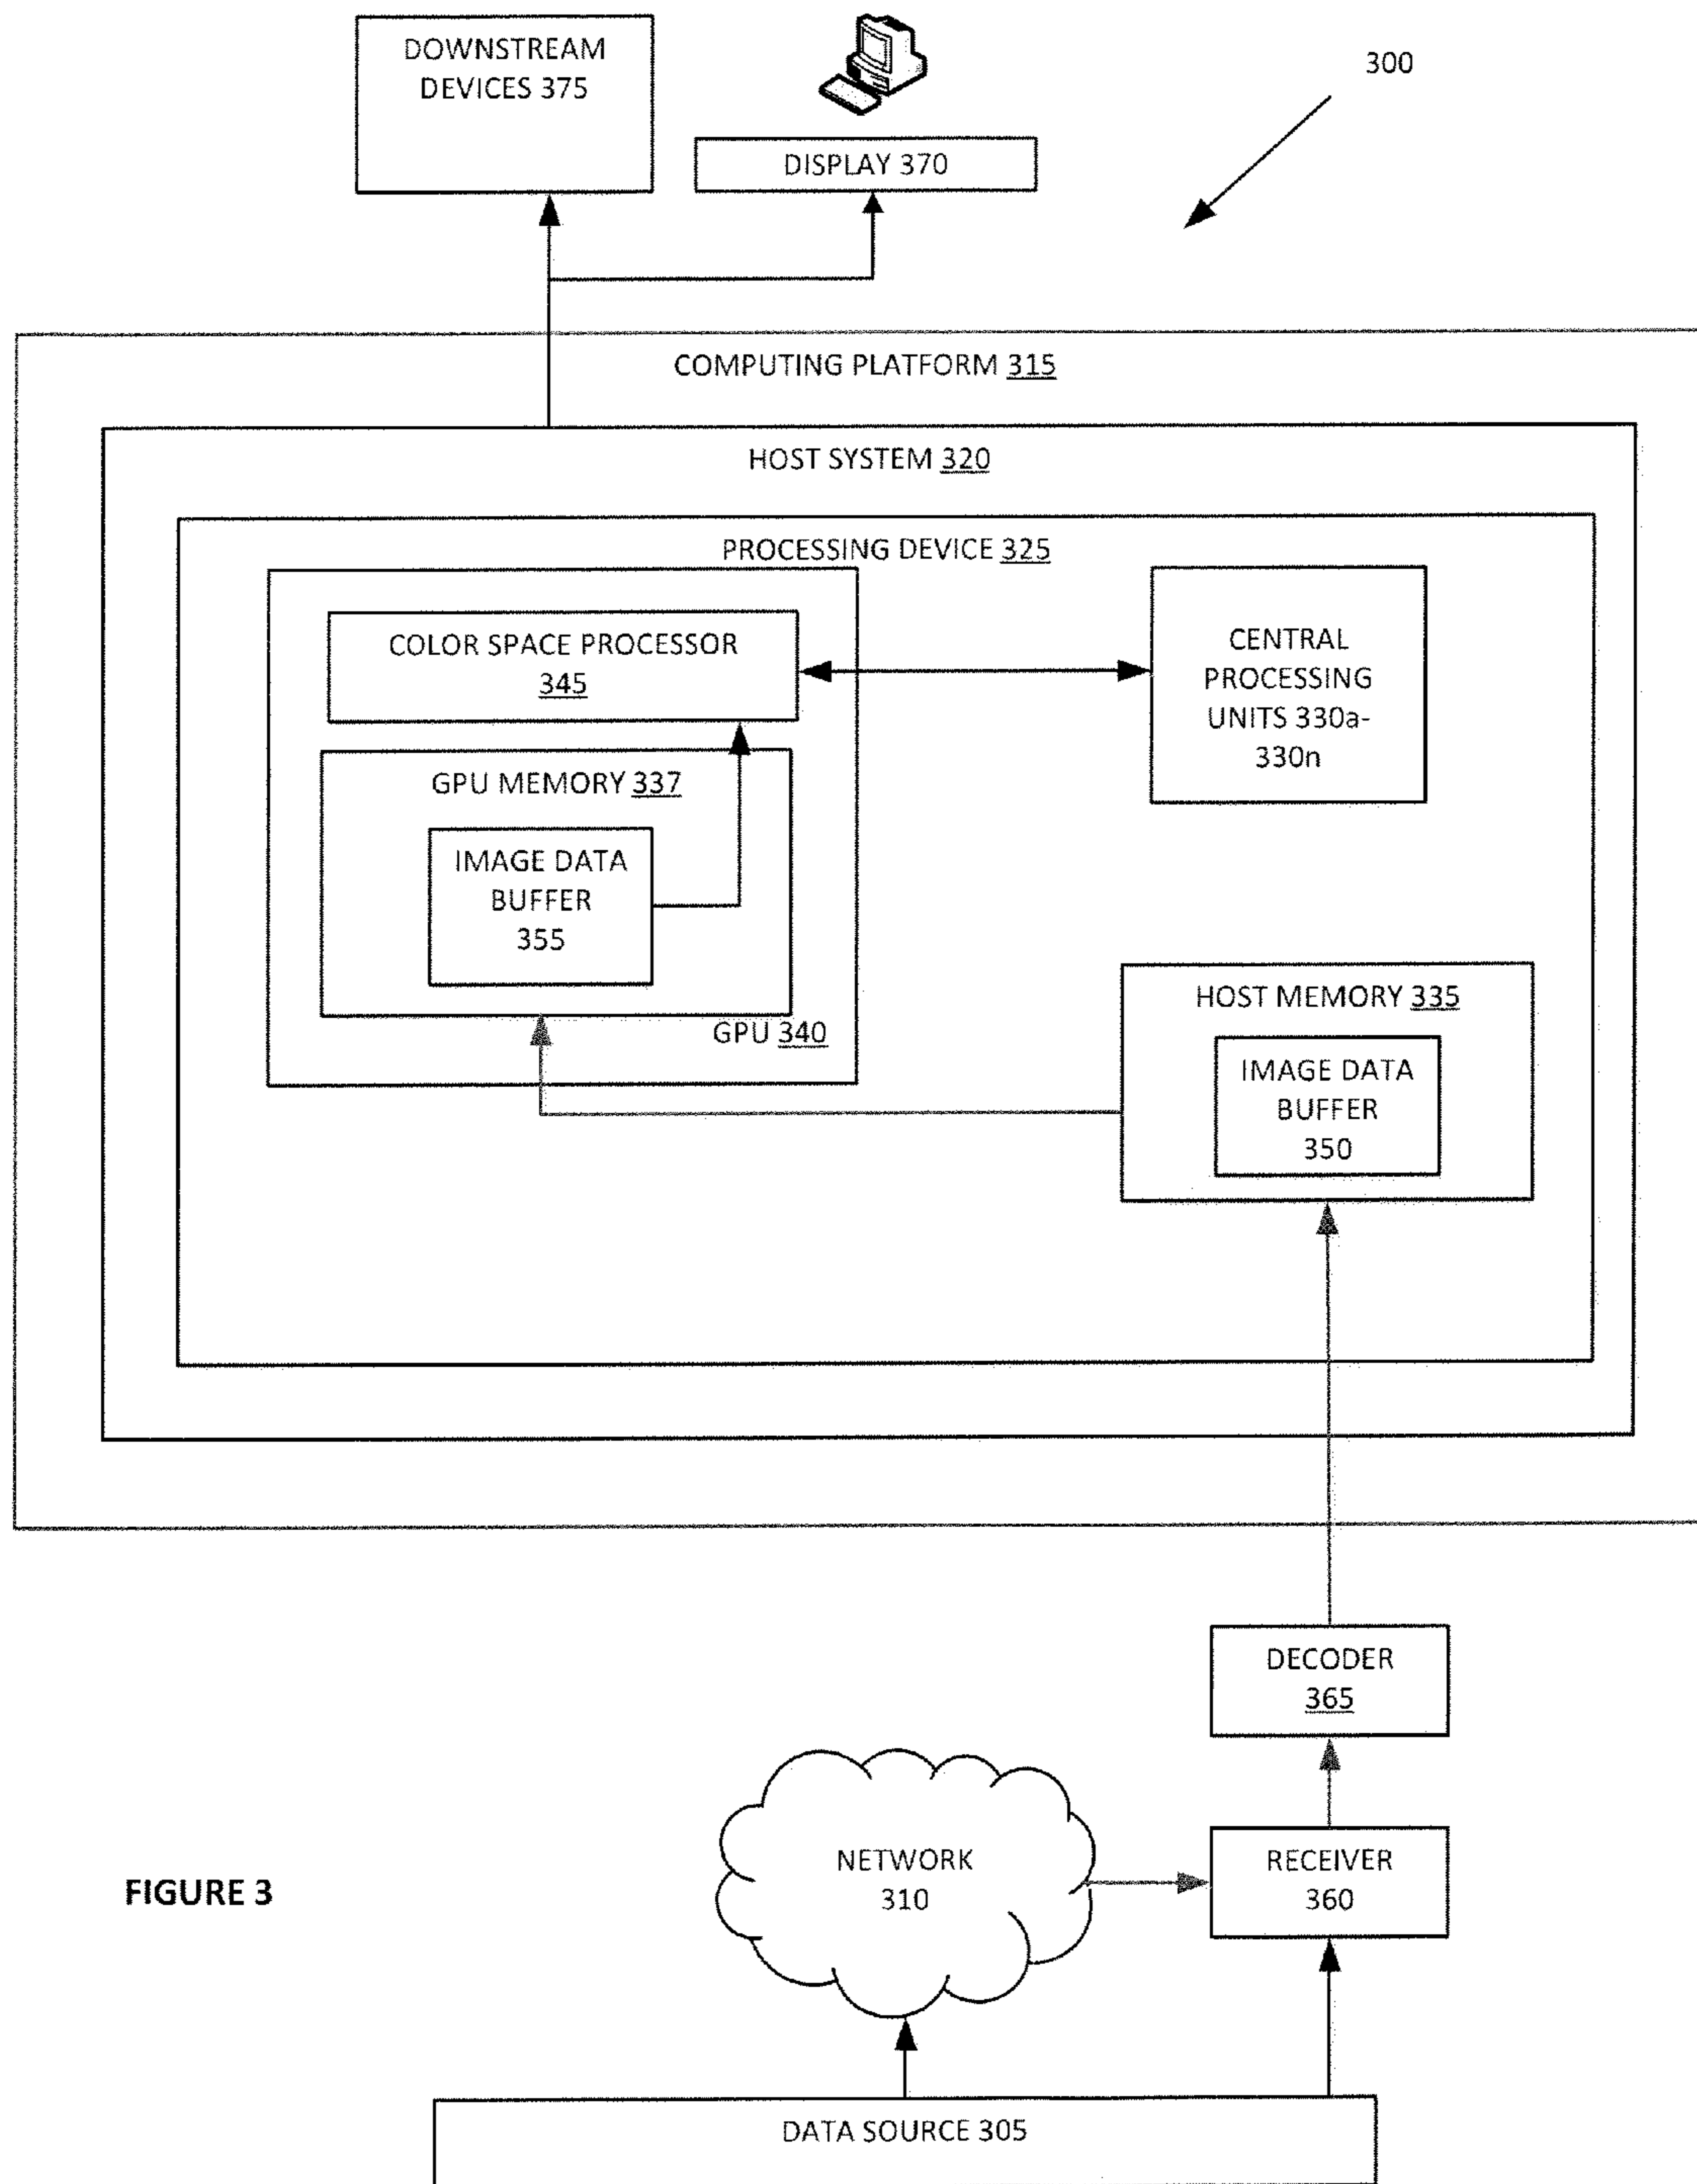 DOWNSTREAM
DEVICES 375
DISPLAY 370
300
COMPUTING PLATFORM 315
HOST SYSTEM 320
PROCESSING DEVICE 325
COLOR SPACE PROCESSOR
345
CENTRAL
PROCESSING
UNITS 330a-
330n
GPU MEMORY 337
IMAGE DATA
BUFFER
355
GPU 340
HOST MEMORY 335
IMAGE DATA
BUFFER
350
DECODER
365
NETWORK
310
RECEIVER
360
FIGURE 3
DATA SOURCE 305